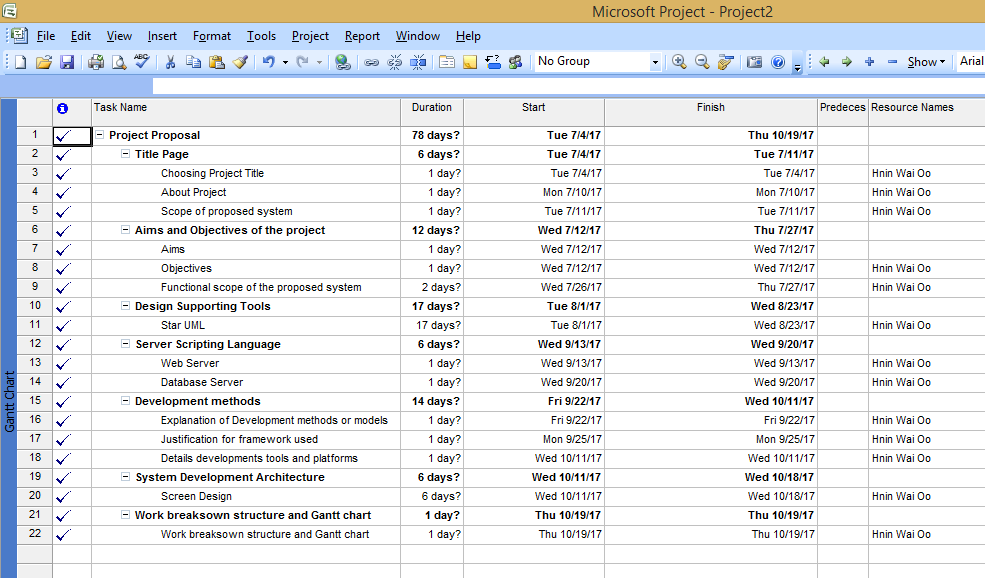 Microsoft Project - Project2
File Edit View Insert Format Tools Project Report Window Help
No Group Show Arial
Task Name Duration Start Finish Predeces Resource Names
1 Project Proposal 78 days? Tue 7/4/17 Thu 10/19/17
2 Title Page 6 days? Tue 7/4/17 Tue 7/11/17
3 Choosing Project Title 1 day? Tue 7/4/17 Tue 7/4/17 Hnin Wai Oo
4 About Project 1 day? Mon 7/10/17 Mon 7/10/17 Hnin Wai Oo
5 Scope of proposed system 1 day? Tue 7/11/17 Tue 7/11/17 Hnin Wai Oo
6 Aims and Objectives of the project 12 days? Wed 7/12/17 Thu 7/27/17
7 Aims 1 day? Wed 7/12/17 Wed 7/12/17
8 Objectives 1 day? Wed 7/12/17 Wed 7/12/17 Hnin Wai Oo
9 Functional scope of the proposed system 2 days? Wed 7/26/17 Thu 7/27/17 Hnin Wai Oo
10 Design Supporting Tools 17 days? Tue 8/1/17 Wed 8/23/17
11 Star UML 17 days? Tue 8/1/17 Wed 8/23/17 Hnin Wai Oo
12 Server Scripting Language 6 days? Wed 9/13/17 Wed 9/20/17
13 Web Server 1 day? Wed 9/13/17 Wed 9/13/17 Hnin Wai Oo
14 Database Server 1 day? Wed 9/20/17 Wed 9/20/17 Hnin Wai Oo
15 Development methods 14 days? Fri 9/22/17 Wed 10/11/17
16 Explanation of Development methods or models 1 day? Fri 9/22/17 Fri 9/22/17 Hnin Wai Oo
17 Justification for framework used 1 day? Mon 9/25/17 Mon 9/25/17 Hnin Wai Oo
18 Details developments tools and platforms 1 day? Wed 10/11/17 Wed 10/11/17 Hnin Wai Oo
19 System Development Architecture 6 days? Wed 10/11/17 Wed 10/18/17
20 Screen Design 6 days? Wed 10/11/17 Wed 10/18/17 Hnin Wai Oo
21 Work breaksown structure and Gantt chart 1 day? Thu 10/19/17 Thu 10/19/17
22 Work breaksown structure and Gantt chart 1 day? Thu 10/19/17 Thu 10/19/17 Hnin Wai Oo
Gantt Chart